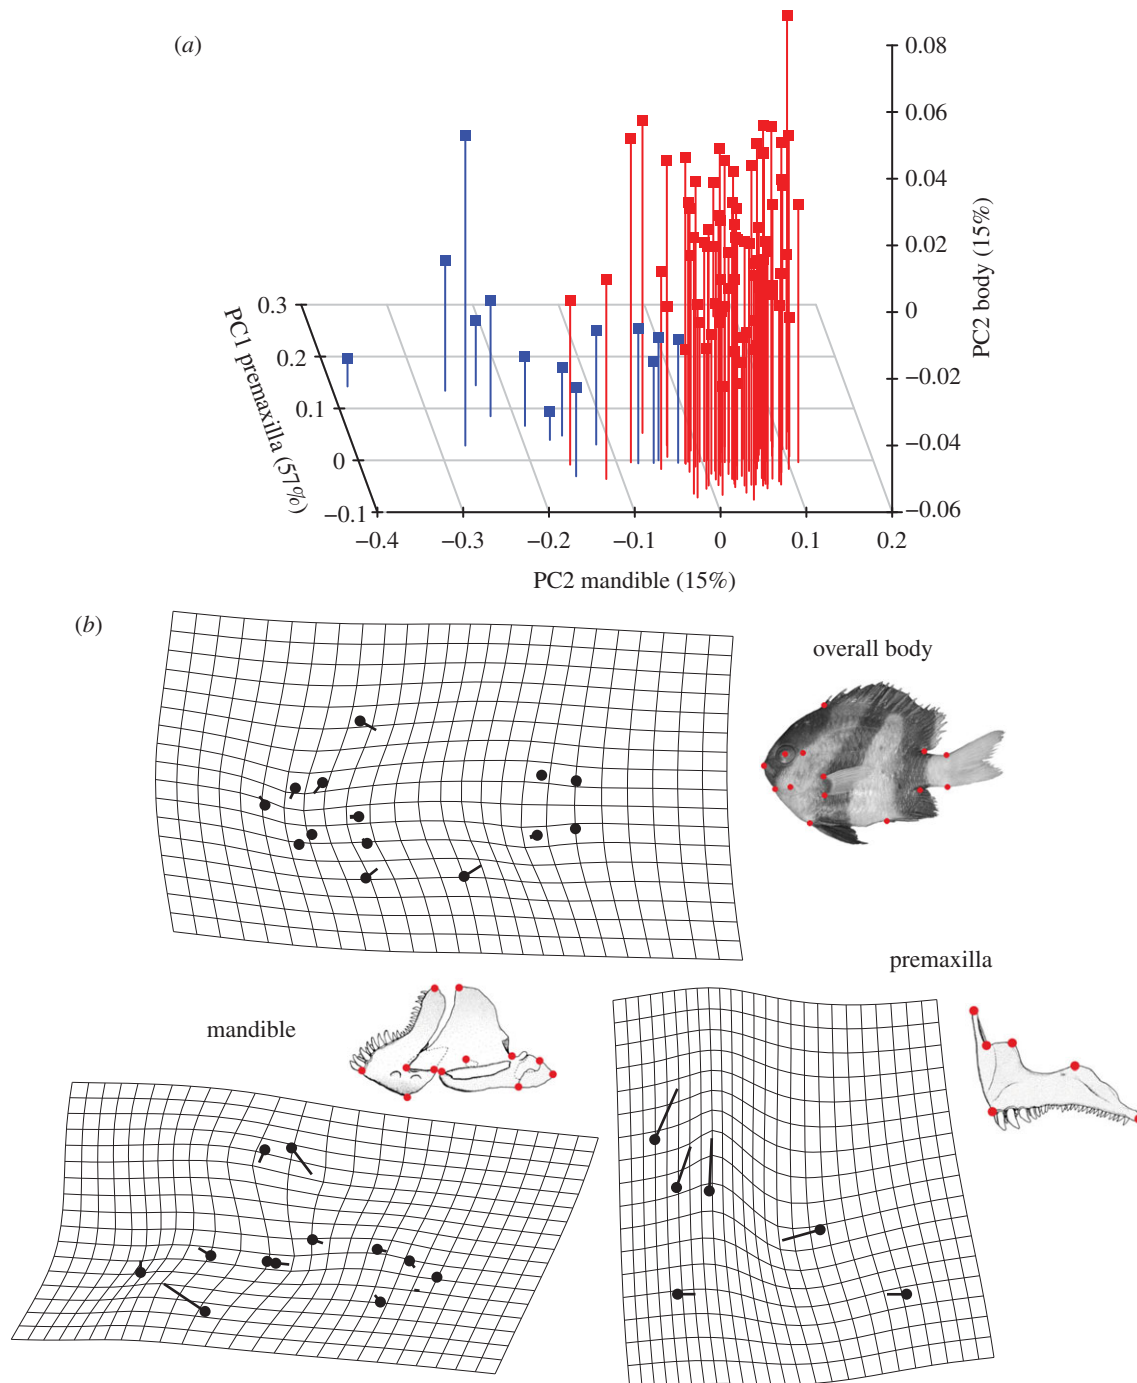 (a)
0.08
0.06
0.04
0.02
0
−0.02
−0.04
−0.06
PC2 body (15%)
0.3
0.2
0.1
0
−0.1
PC1 premaxilla (57%)
−0.4 −0.3 −0.2 −0.1 0 0.1 0.2
PC2 mandible (15%)
(b)
overall body
premaxilla
mandible